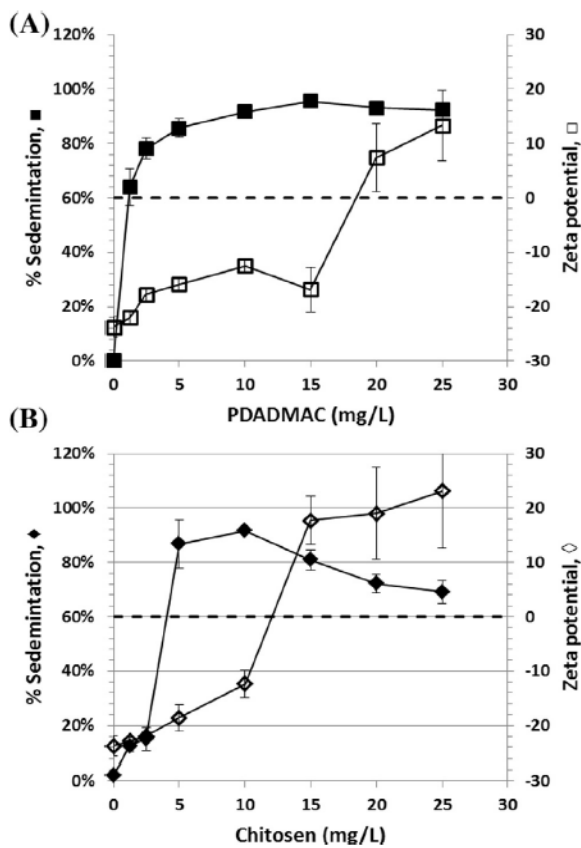 (A)
120%
100%
80%
60%
40%
20%
0%
% Sedemintation, ■
30
20
10
0
-10
-20
-30
Zeta potential, □
0 5 10 15 20 25 30
PDADMAC (mg/L)
(B)
120%
100%
80%
60%
40%
20%
0%
% Sedemintation, ◆
30
20
10
0
-10
-20
-30
Zeta potential, ◇
0 5 10 15 20 25 30
Chitosen (mg/L)